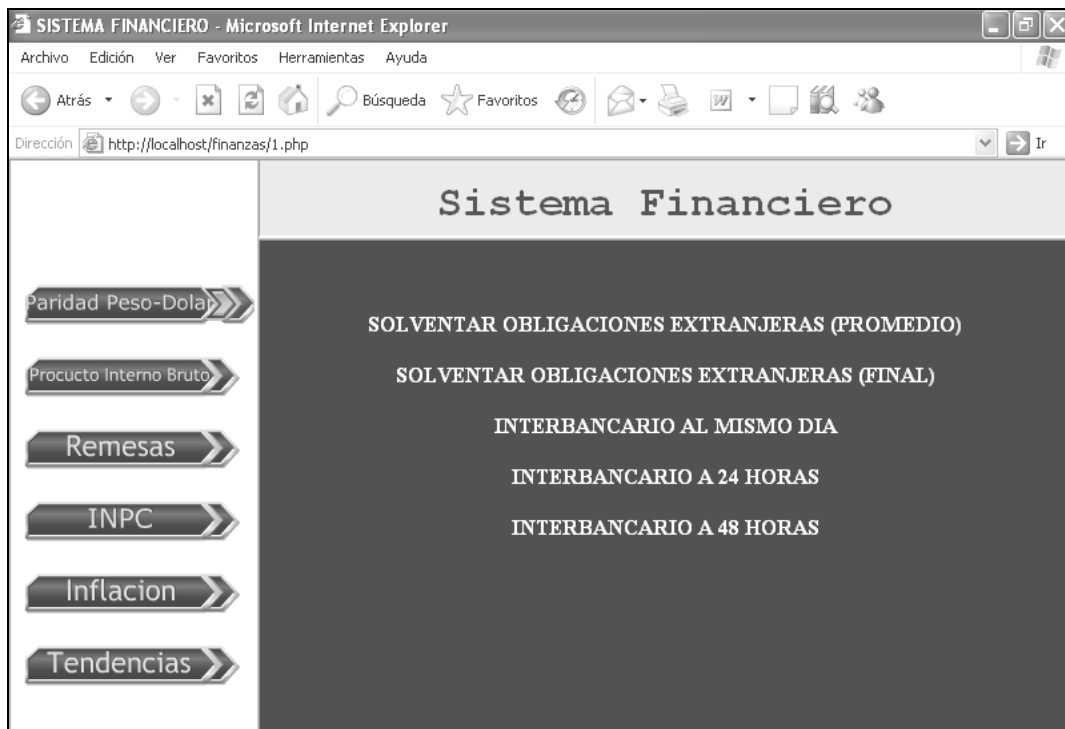 SISTEMA FINANCIERO - Microsoft Internet Explorer
Archivo Edición Ver Favoritos Herramientas Ayuda
Atrás Búsqueda Favoritos
Dirección http://localhost/finanzas/1.php Ir
Sistema Financiero
Paridad Peso-Dolar
Procucto Interno Bruto
Remesas
INPC
Inflacion
Tendencias
SOLVENTAR OBLIGACIONES EXTRANJERAS (PROMEDIO)
SOLVENTAR OBLIGACIONES EXTRANJERAS (FINAL)
INTERBANCARIO AL MISMO DIA
INTERBANCARIO A 24 HORAS
INTERBANCARIO A 48 HORAS